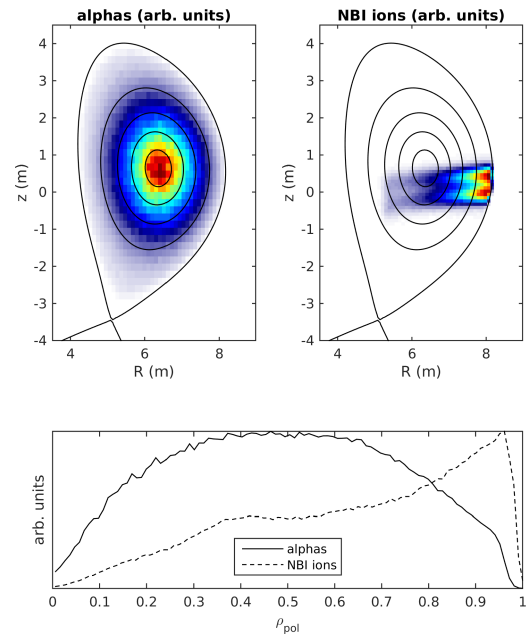 alphas (arb. units)
NBI ions (arb. units)
4
3
2
1
0
-1
-2
-3
-4
z (m)
4
6
8
R (m)
4
3
2
1
0
-1
-2
-3
-4
z (m)
4
6
8
R (m)
arb. units
alphas
NBI ions
0 0.1 0.2 0.3 0.4 0.5 0.6 0.7 0.8 0.9 1
ρpol